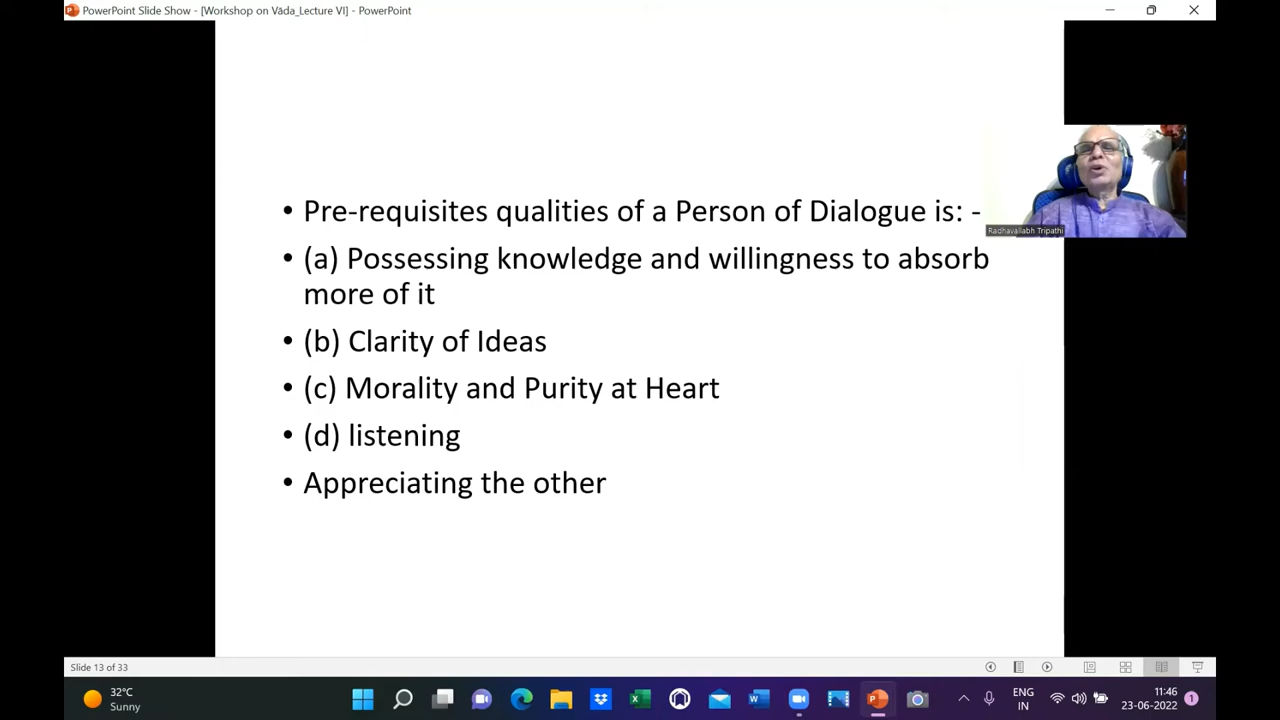 PowerPoint Slide Show - [Workshop on Vāda_Lecture VI] - PowerPoint
• Pre-requisites qualities of a Person of Dialogue is: -
• (a) Possessing knowledge and willingness to absorb
more of it
• (b) Clarity of Ideas
• (c) Morality and Purity at Heart
• (d) listening
• Appreciating the other
Radhavallabh Tripathi
Slide 13 of 33
32°C
Sunny
ENG
IN
11:46
23-06-2022
1